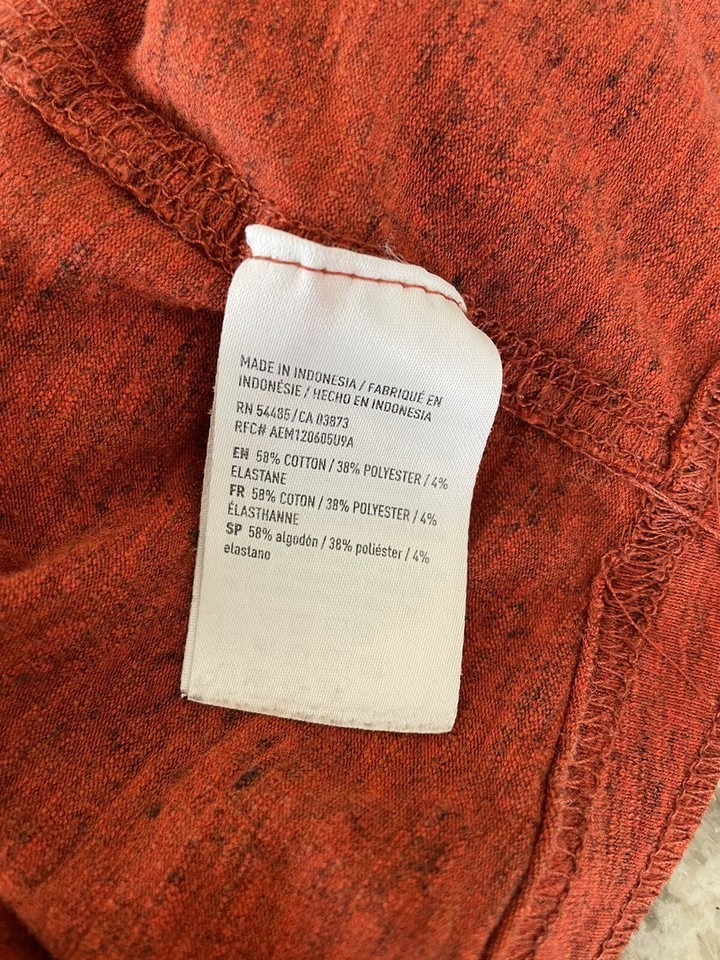 MADE IN INDONESIA / FABRIQUÉ EN
INDONÉSIE / HECHO EN INDONESIA
RN 54485/CA 03873
RFC# AEM120605U9A
EN 58% COTTON / 38% POLYESTER / 4%
ELASTANE
FR 58% COTON / 38% POLYESTER / 4%
ÉLASTHANNE
SP 58% algodón / 38% poliéster / 4%
elastano